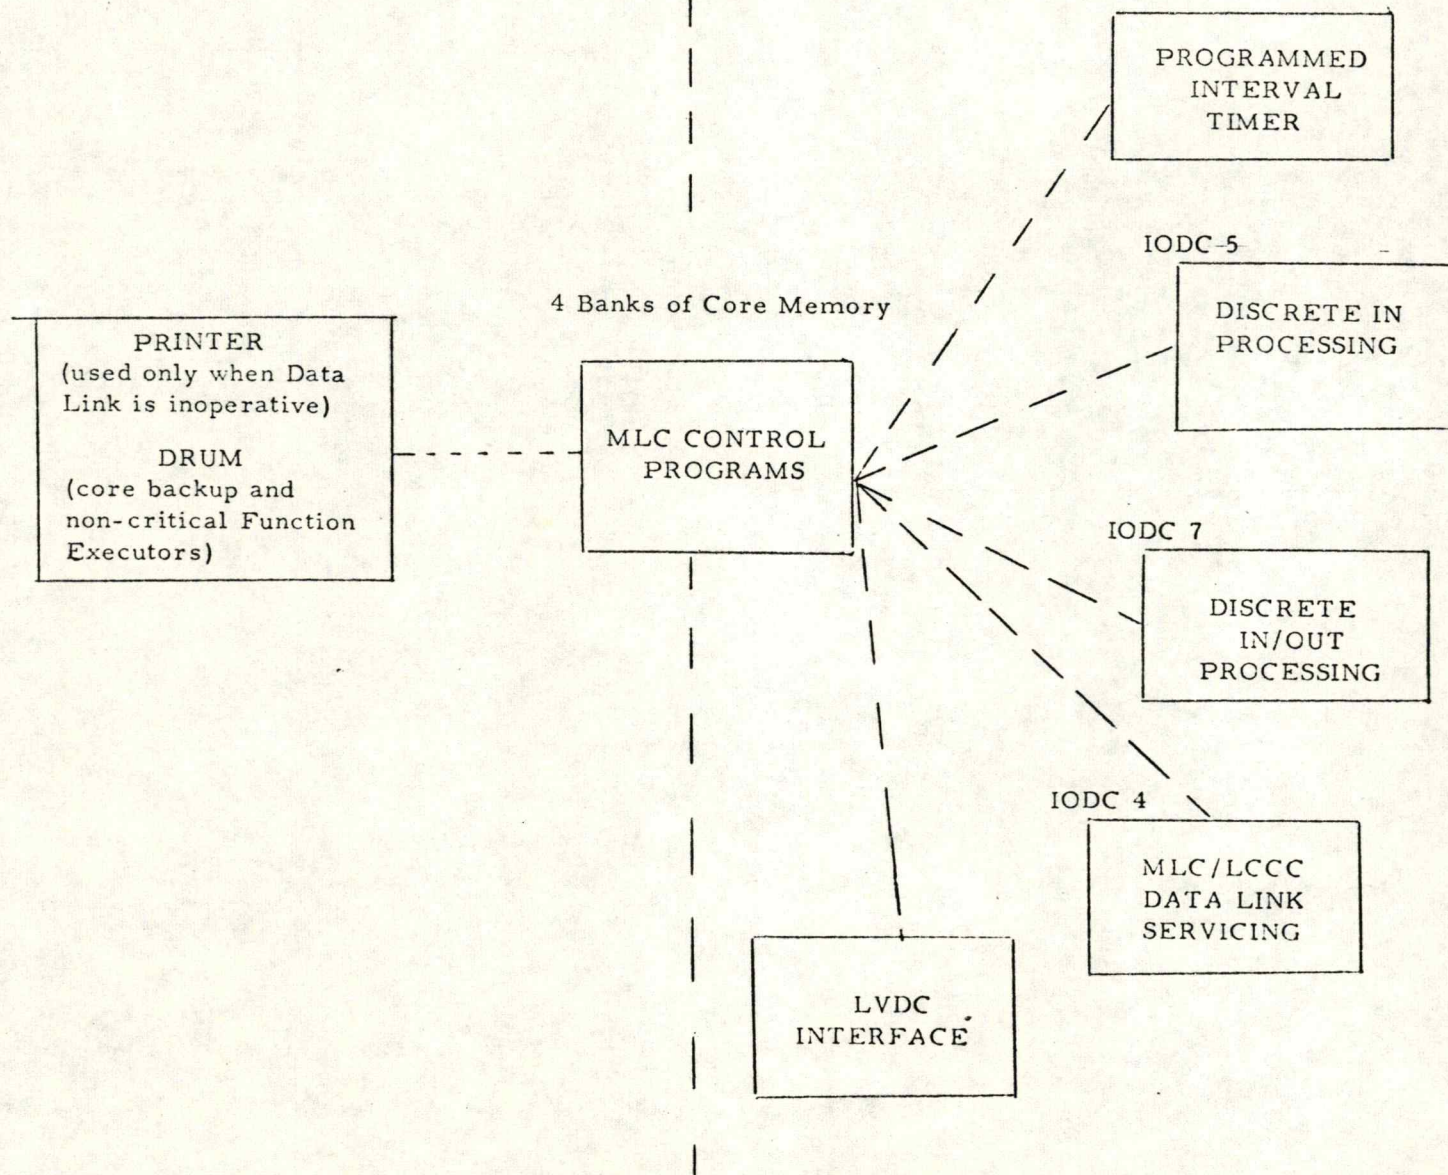 PROGRAMMED
INTERVAL
TIMER
IODC-5
DISCRETE IN
PROCESSING
4 Banks of Core Memory
PRINTER
(used only when Data
Link is inoperative)
DRUM
(core backup and
non-critical Function
Executors)
MLC CONTROL
PROGRAMS
IODC 7
DISCRETE
IN/OUT
PROCESSING
IODC 4
MLC/LCCC
DATA LINK
SERVICING
LVDC
INTERFACE